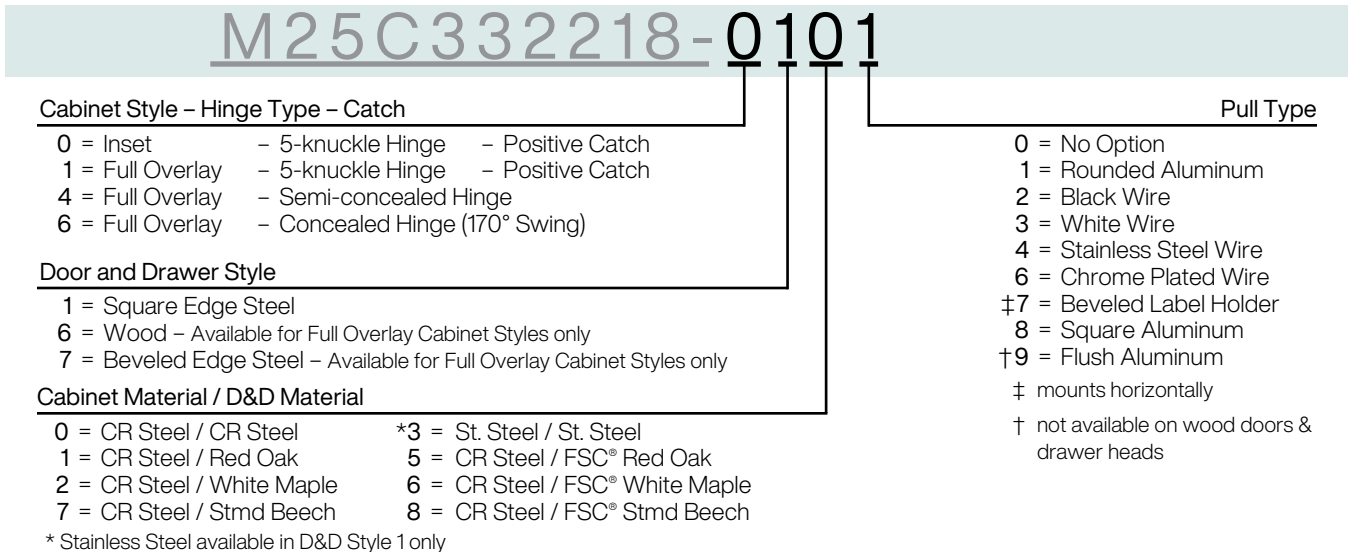 M25C332218-0101
Cabinet Style – Hinge Type – Catch
0 = Inset – 5-knuckle Hinge – Positive Catch
1 = Full Overlay – 5-knuckle Hinge – Positive Catch
4 = Full Overlay – Semi-concealed Hinge
6 = Full Overlay – Concealed Hinge (170° Swing)
Door and Drawer Style
1 = Square Edge Steel
6 = Wood – Available for Full Overlay Cabinet Styles only
7 = Beveled Edge Steel – Available for Full Overlay Cabinet Styles only
Cabinet Material / D&D Material
0 = CR Steel / CR Steel
1 = CR Steel / Red Oak
2 = CR Steel / White Maple
7 = CR Steel / Stmd Beech
*3 = St. Steel / St. Steel
5 = CR Steel / FSC® Red Oak
6 = CR Steel / FSC® White Maple
8 = CR Steel / FSC® Stmd Beech
* Stainless Steel available in D&D Style 1 only
Pull Type
0 = No Option
1 = Rounded Aluminum
2 = Black Wire
3 = White Wire
4 = Stainless Steel Wire
6 = Chrome Plated Wire
‡7 = Beveled Label Holder
8 = Square Aluminum
†9 = Flush Aluminum
‡ mounts horizontally
† not available on wood doors &
drawer heads